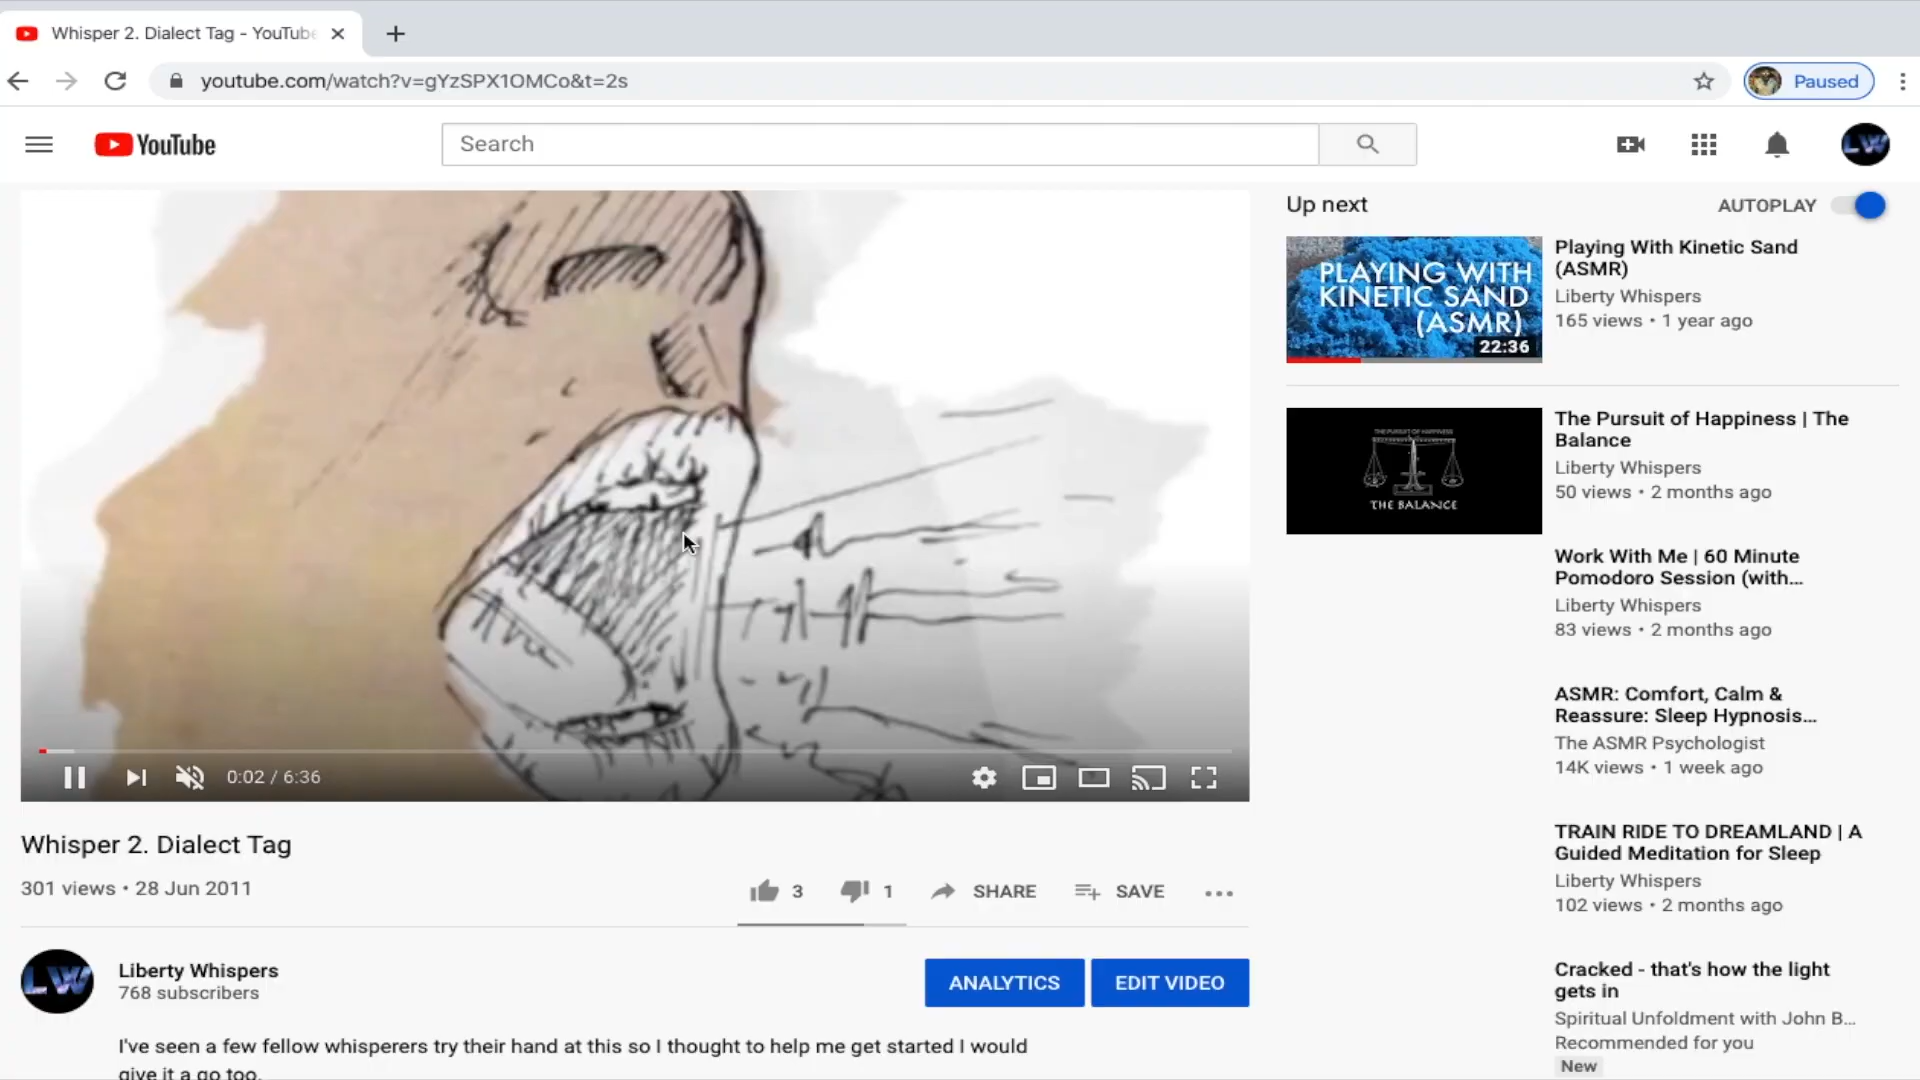 Whisper 2. Dialect Tag - YouTube
youtube.com/watch?v=gYzSPX1OMCo&t=2s
Paused
YouTube
Search
LW
Up next
AUTOPLAY
PLAYING WITH
KINETIC SAND
(ASMR)
22:36
Playing With Kinetic Sand
(ASMR)
Liberty Whispers
165 views • 1 year ago
THE PURSUIT OF HAPPINESS
THE BALANCE
The Pursuit of Happiness | The
Balance
Liberty Whispers
50 views • 2 months ago
Work With Me | 60 Minute
Pomodoro Session (with...
Liberty Whispers
83 views • 2 months ago
ASMR: Comfort, Calm &
Reassure: Sleep Hypnosis...
The ASMR Psychologist
14K views • 1 week ago
TRAIN RIDE TO DREAMLAND | A
Guided Meditation for Sleep
Liberty Whispers
102 views • 2 months ago
Cracked - that's how the light
gets in
Spiritual Unfoldment with John B...
Recommended for you
New
0:02 / 6:36
Whisper 2. Dialect Tag
301 views • 28 Jun 2011
3
1
SHARE
SAVE
LW
Liberty Whispers
768 subscribers
ANALYTICS
EDIT VIDEO
I've seen a few fellow whisperers try their hand at this so I thought to help me get started I would
give it a go too.